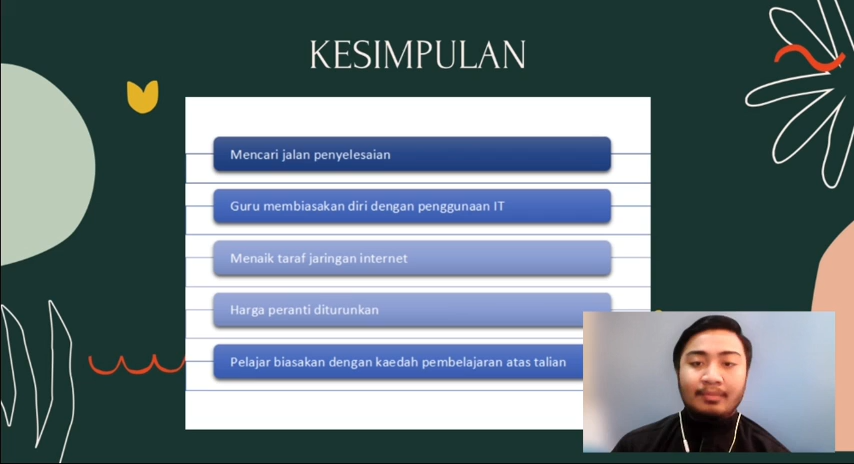 KESIMPULAN
Mencari jalan penyelesaian
Guru membiasakan diri dengan penggunaan IT
Menaik taraf jaringan internet
Harga peranti diturunkan
Pelajar biasakan dengan kaedah pembelajaran atas talian